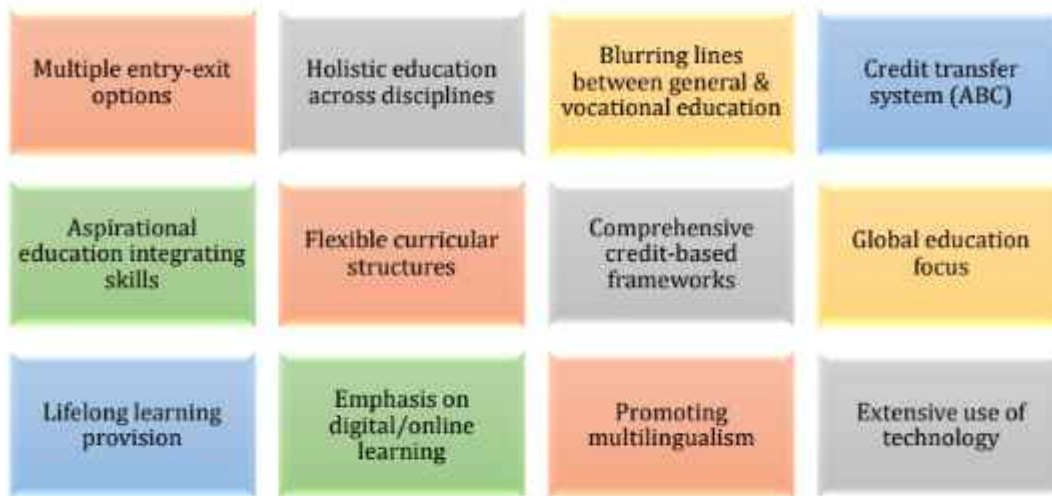 Multiple entry-exit
options
Holistic education
across disciplines
Blurring lines
between general &
vocational education
Credit transfer
system (ABC)
Aspirational
education integrating
skills
Flexible curricular
structures
Comprehensive
credit-based
frameworks
Global education
focus
Lifelong learning
provision
Emphasis on
digital/online
learning
Promoting
multilingualism
Extensive use of
technology